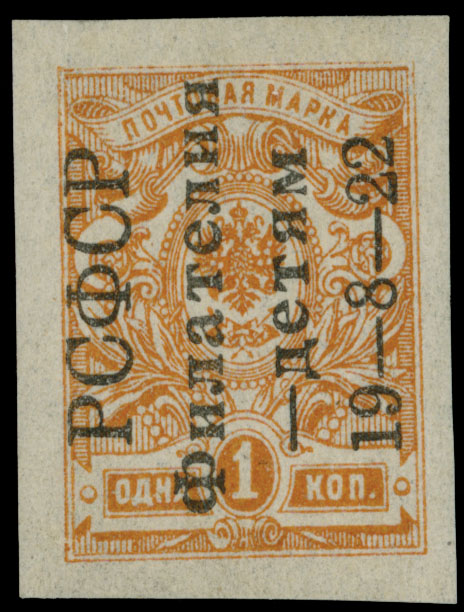 ПОЧТОВАЯ МАРКА
РСФСР
Филателия
—детям
19—8—22
ОДНА 1 КОП.